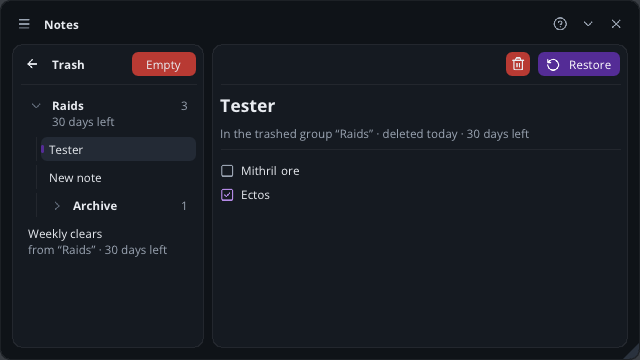 Notes
Trash
Empty
Restore
Raids 3
30 days left
Tester
New note
Archive 1
Weekly clears
from “Raids” · 30 days left
Tester
In the trashed group “Raids” · deleted today · 30 days left
Mithril ore
Ectos